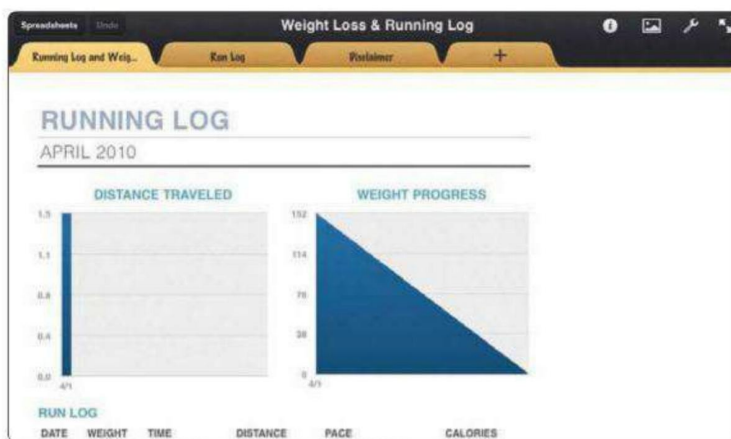 Spreadsheets Undo Weight Loss & Running Log
Running Log and Weig... Run Log Disclaimer +
RUNNING LOG
APRIL 2010
DISTANCE TRAVELED
1.5
1.1
0.8
0.4
0.0
4/1
WEIGHT PROGRESS
152
114
76
38
0
4/1
RUN LOG
DATE WEIGHT TIME DISTANCE PACE CALORIES